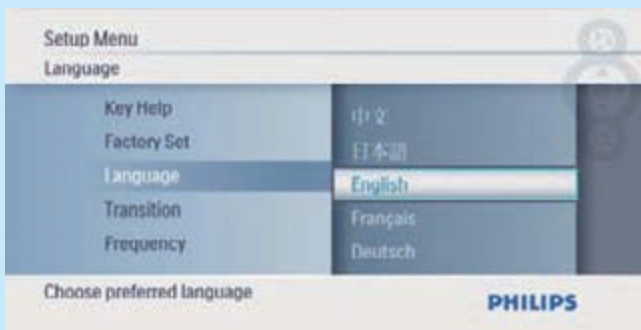 Setup Menu
Language
Key Help
Factory Set
Language
Transition
Frequency
中文
日本語
English
Français
Deutsch
Choose preferred language
PHILIPS